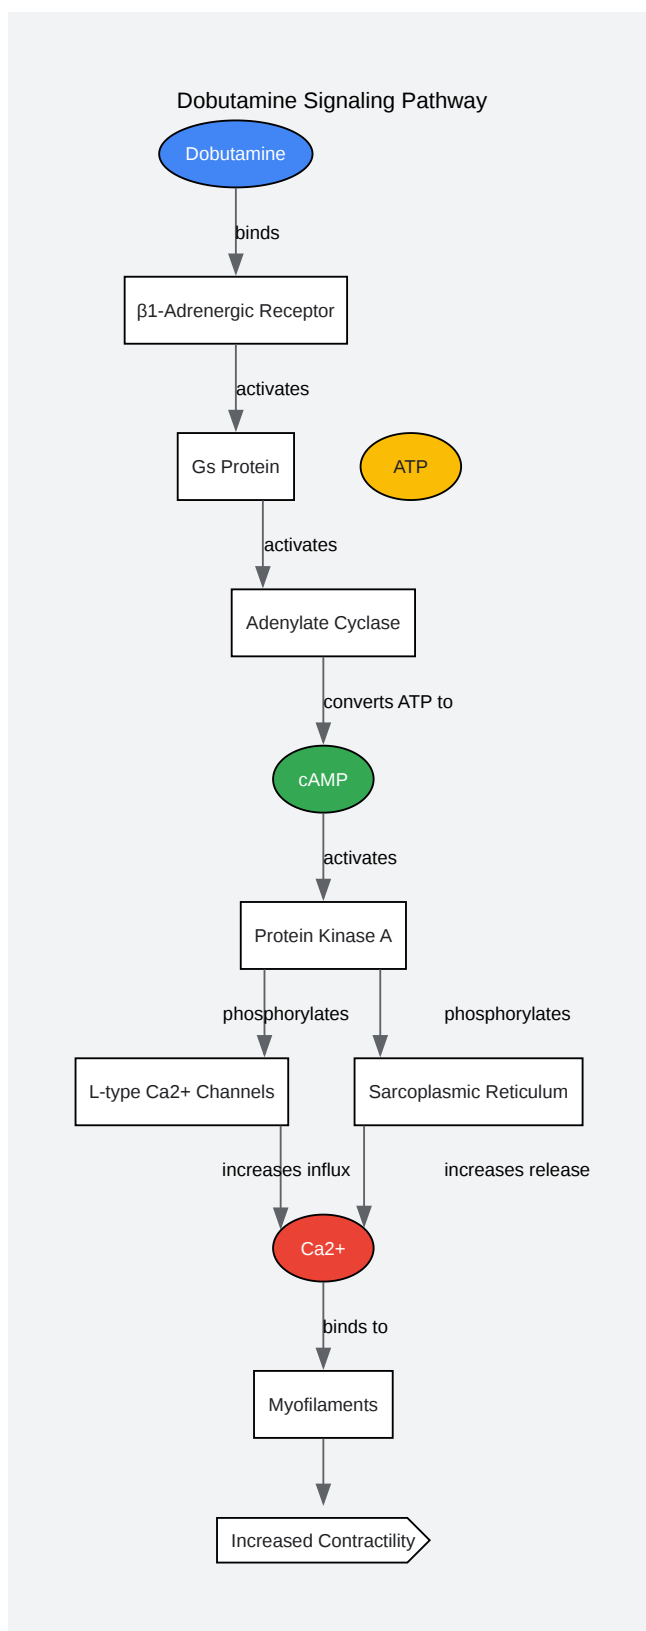 Dobutamine Signaling Pathway
Dobutamine
binds
β1-Adrenergic Receptor
activates
Gs Protein
ATP
activates
Adenylate Cyclase
converts ATP to
cAMP
activates
Protein Kinase A
phosphorylates
phosphorylates
L-type Ca2+ Channels
Sarcoplasmic Reticulum
increases influx
increases release
Ca2+
binds to
Myofilaments
Increased Contractility